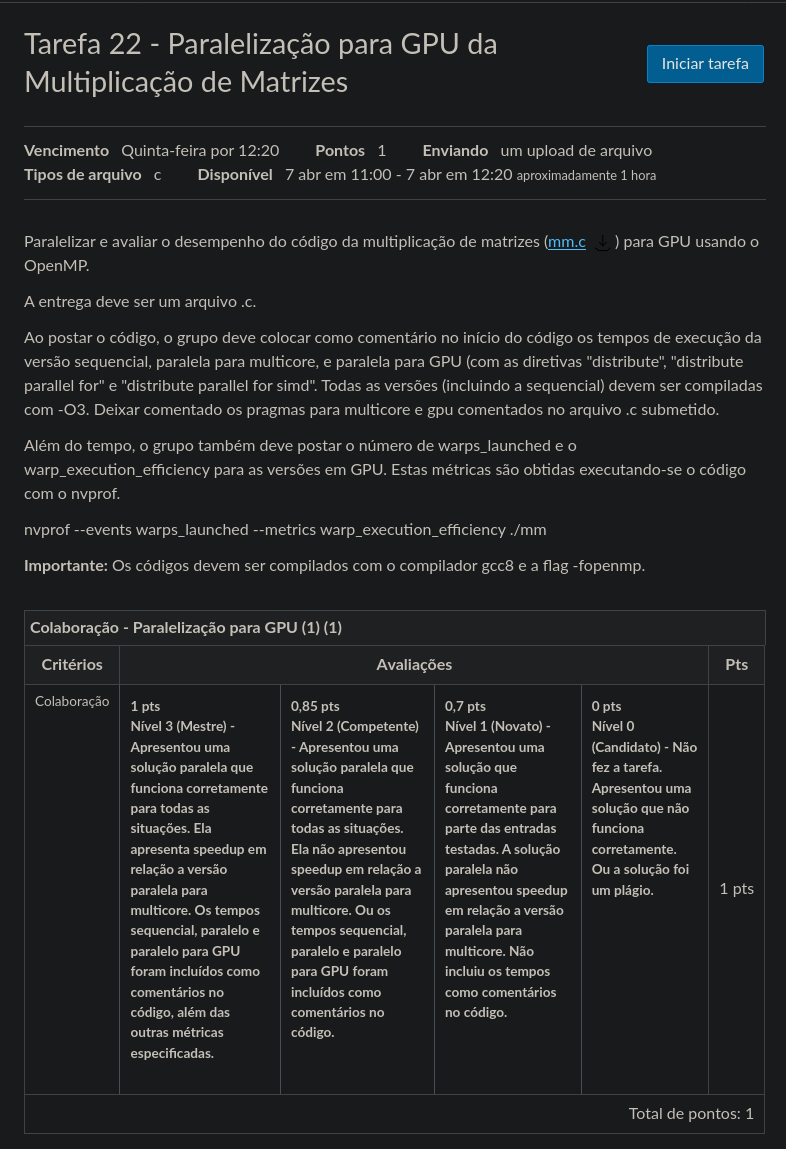 Tarefa 22 - Paralelização para GPU da
Multiplicação de Matrizes
Iniciar tarefa
Vencimento Quinta-feira por 12:20 Pontos 1 Enviando um upload de arquivo
Tipos de arquivo c Disponível 7 abr em 11:00 - 7 abr em 12:20 aproximadamente 1 hora
Paralelizar e avaliar o desempenho do código da multiplicação de matrizes (mm.c ) para GPU usando o
OpenMP.
A entrega deve ser um arquivo .c.
Ao postar o código, o grupo deve colocar como comentário no início do código os tempos de execução da
versão sequencial, paralela para multicore, e paralela para GPU (com as diretivas "distribute", "distribute
parallel for" e "distribute parallel for simd". Todas as versões (incluindo a sequencial) devem ser compiladas
com -O3. Deixar comentado os pragmas para multicore e gpu comentados no arquivo .c submetido.
Além do tempo, o grupo também deve postar o número de warps_launched e o
warp_execution_efficiency para as versões em GPU. Estas métricas são obtidas executando-se o código
com o nvprof.
nvprof --events warps_launched --metrics warp_execution_efficiency ./mm
Importante: Os códigos devem ser compilados com o compilador gcc8 e a flag -fopenmp.
Colaboração - Paralelização para GPU (1) (1)
Critérios Avaliações Pts
Colaboração
1 pts
Nível 3 (Mestre) -
Apresentou uma
solução paralela que
funciona corretamente
para todas as
situações. Ela
apresenta speedup em
relação a versão
paralela para
multicore. Os tempos
sequencial, paralelo e
paralelo para GPU
foram incluídos como
comentários no
código, além das
outras métricas
especificadas.
0,85 pts
Nível 2 (Competente)
- Apresentou uma
solução paralela que
funciona
corretamente para
todas as situações.
Ela não apresentou
speedup em relação a
versão paralela para
multicore. Ou os
tempos sequencial,
paralelo e paralelo
para GPU foram
incluídos como
comentários no
código.
0,7 pts
Nível 1 (Novato) -
Apresentou uma
solução que
funciona
corretamente para
parte das entradas
testadas. A solução
paralela não
apresentou speedup
em relação a versão
paralela para
multicore. Não
incluiu os tempos
como comentários
no código.
0 pts
Nível 0
(Candidato) - Não
fez a tarefa.
Apresentou uma
solução que não
funciona
corretamente.
Ou a solução foi
um plágio.
1 pts
Total de pontos: 1